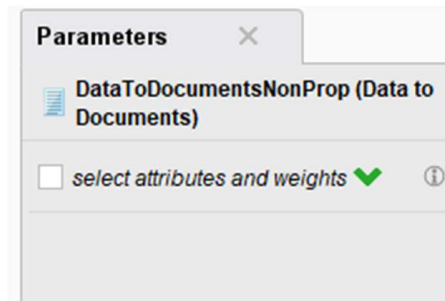 Parameters
DataToDocumentsNonProp (Data to
Documents)
select attributes and weights